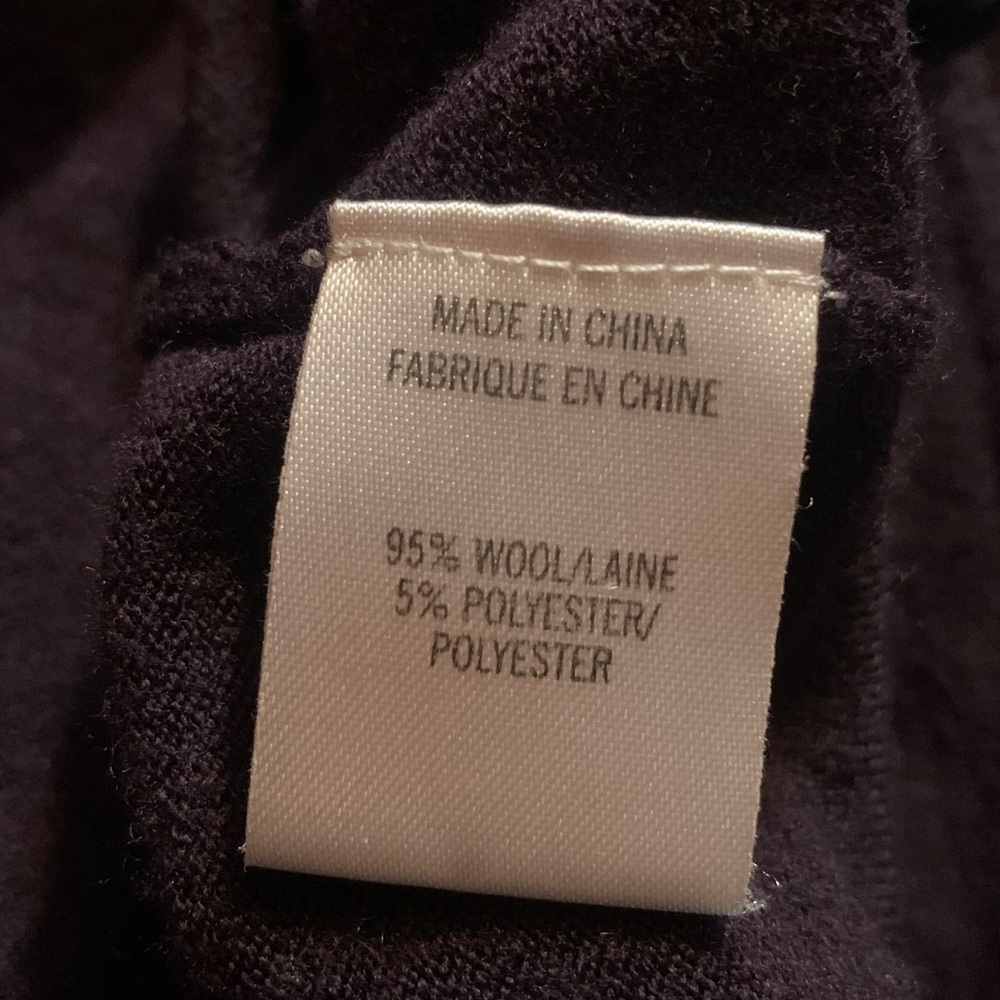 MADE IN CHINA
FABRIQUE EN CHINE
95% WOOL/LAINE
5% POLYESTER/
POLYESTER